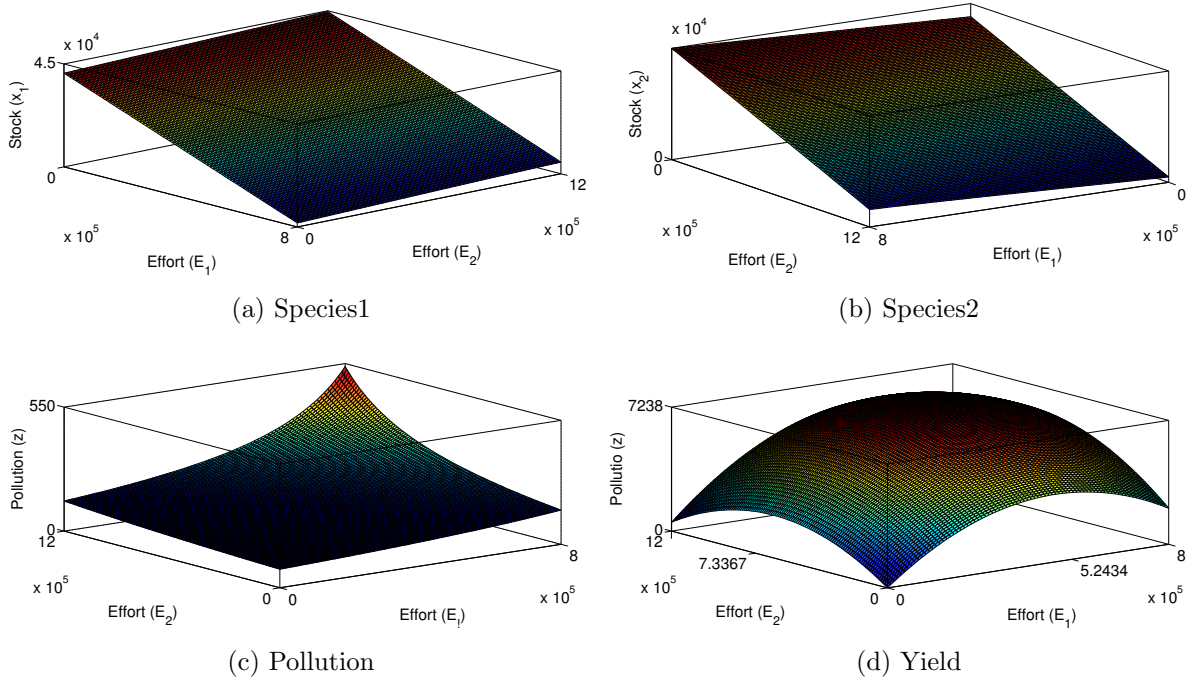 x 10^4
4.5
Stock (x_1)
0
x 10^5
8
0
12
x 10^5
Effort (E_1)
Effort (E_2)
(a) Species1
x 10^4
Stock (x_2)
0
0
x 10^5
12
8
0
x 10^5
Effort (E_2)
Effort (E_1)
(b) Species2
550
Pollution (z)
0
12
x 10^5
0
0
8
x 10^5
Effort (E_2)
Effort (E_!)
(c) Pollution
7238
Pollutio (z)
0
12
7.3367
x 10^5
0
0
5.2434
8
x 10^5
Effort (E_2)
Effort (E_1)
(d) Yield